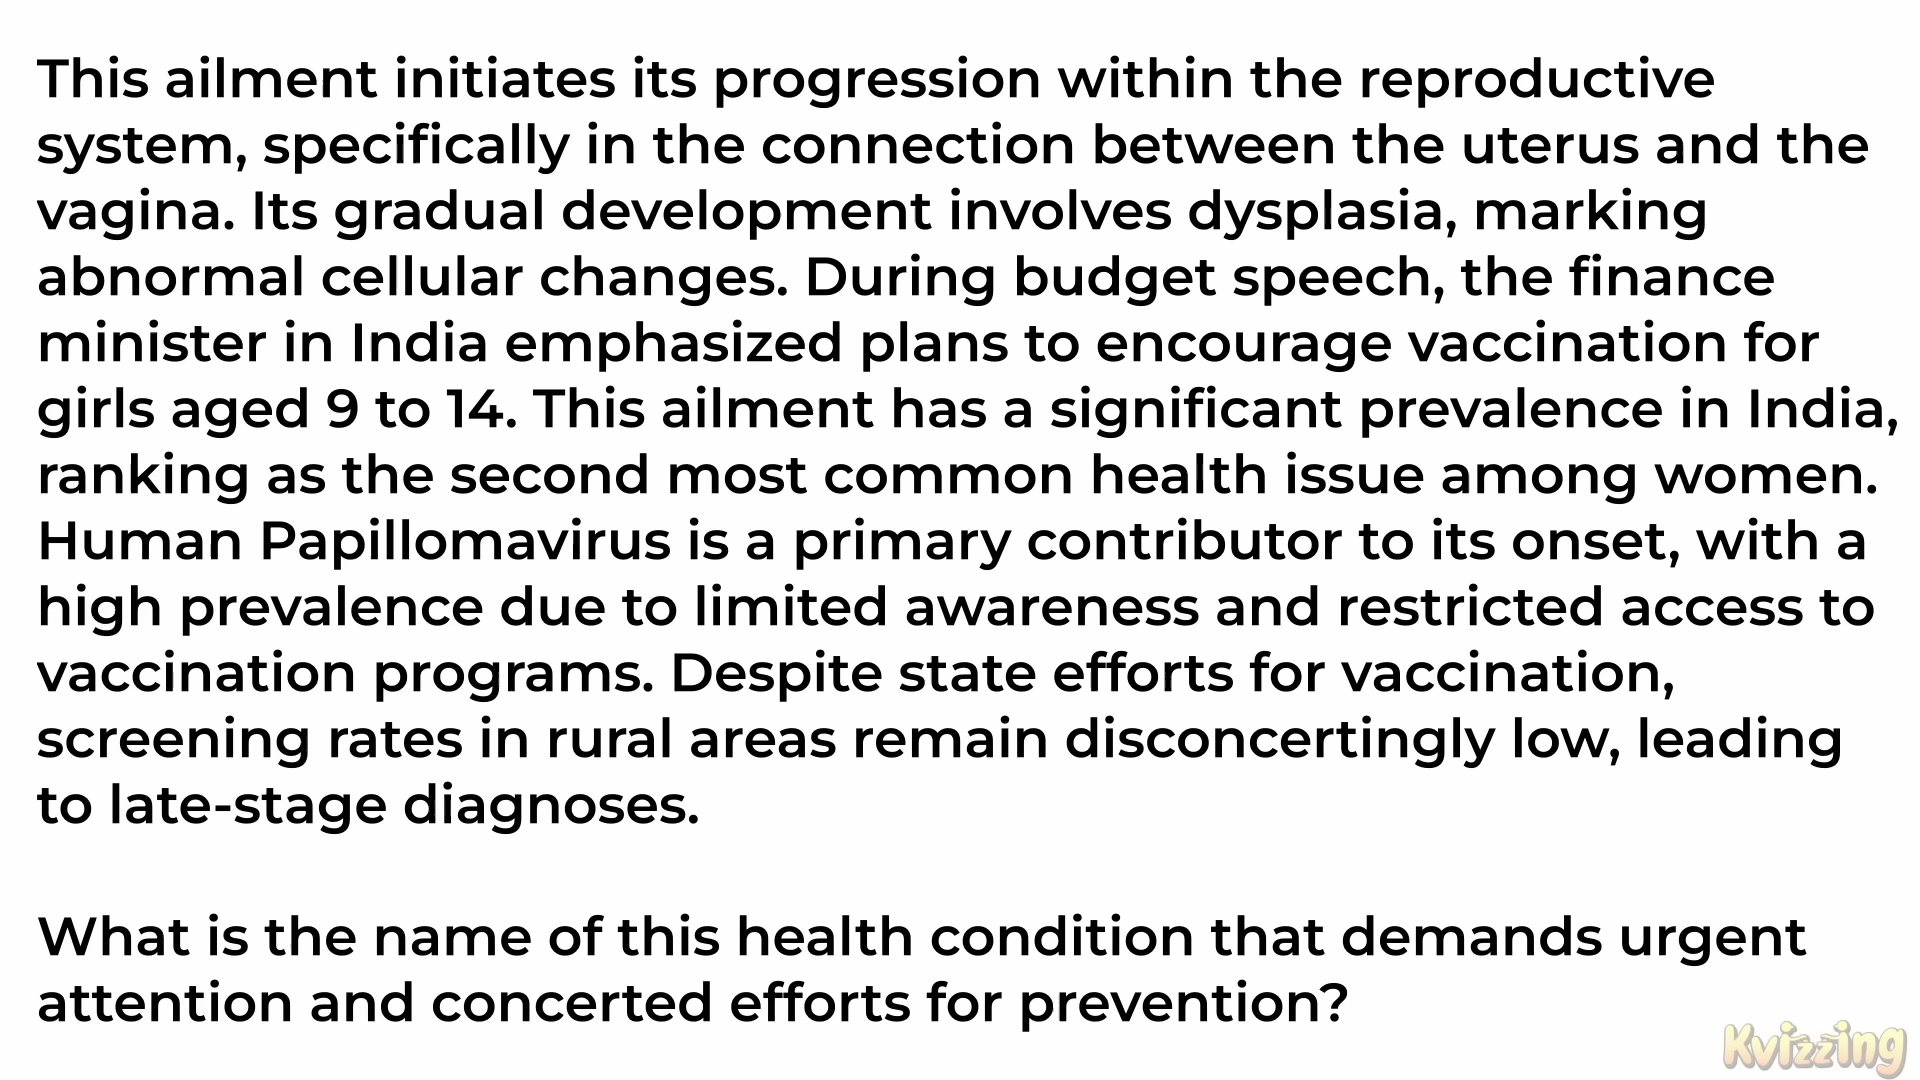 This ailment initiates its progression within the reproductive
system, specifically in the connection between the uterus and the
vagina. Its gradual development involves dysplasia, marking
abnormal cellular changes. During budget speech, the finance
minister in India emphasized plans to encourage vaccination for
girls aged 9 to 14. This ailment has a significant prevalence in India,
ranking as the second most common health issue among women.
Human Papillomavirus is a primary contributor to its onset, with a
high prevalence due to limited awareness and restricted access to
vaccination programs. Despite state efforts for vaccination,
screening rates in rural areas remain disconcertingly low, leading
to late-stage diagnoses.
What is the name of this health condition that demands urgent
attention and concerted efforts for prevention?
Kvizzing